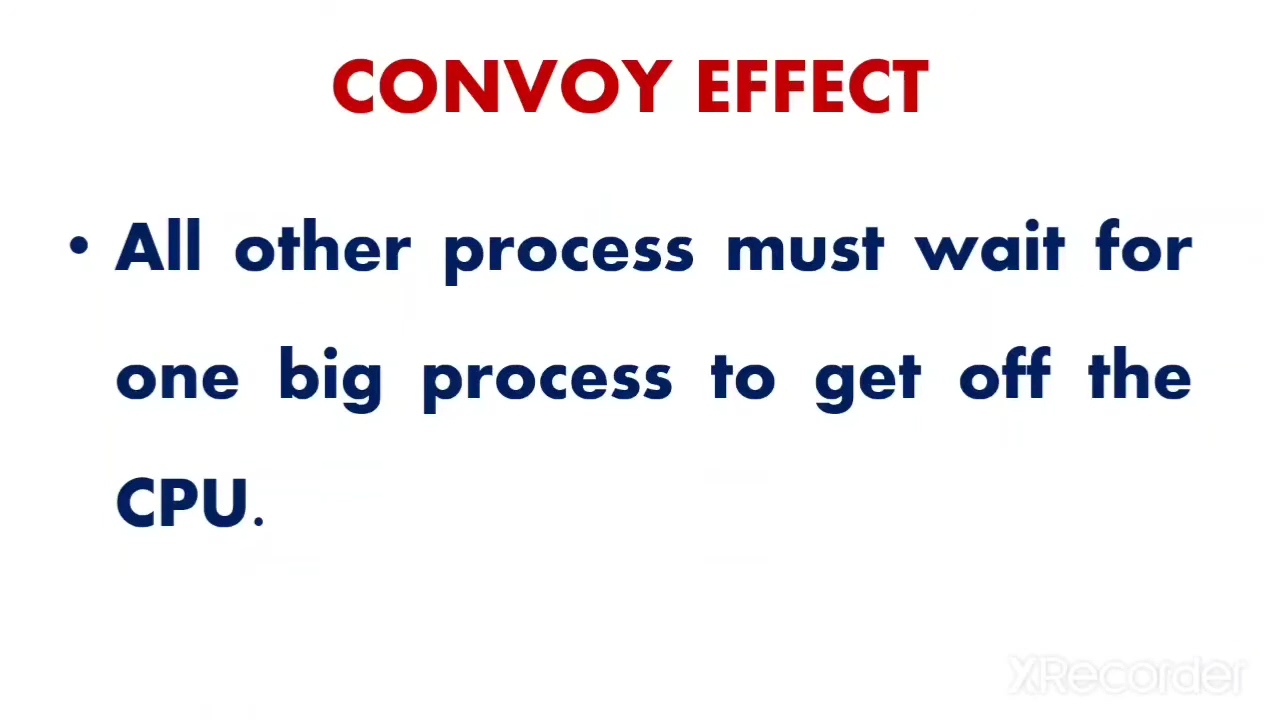 CONVOY EFFECT
• All other process must wait for
one big process to get off the
CPU.
XRecorder